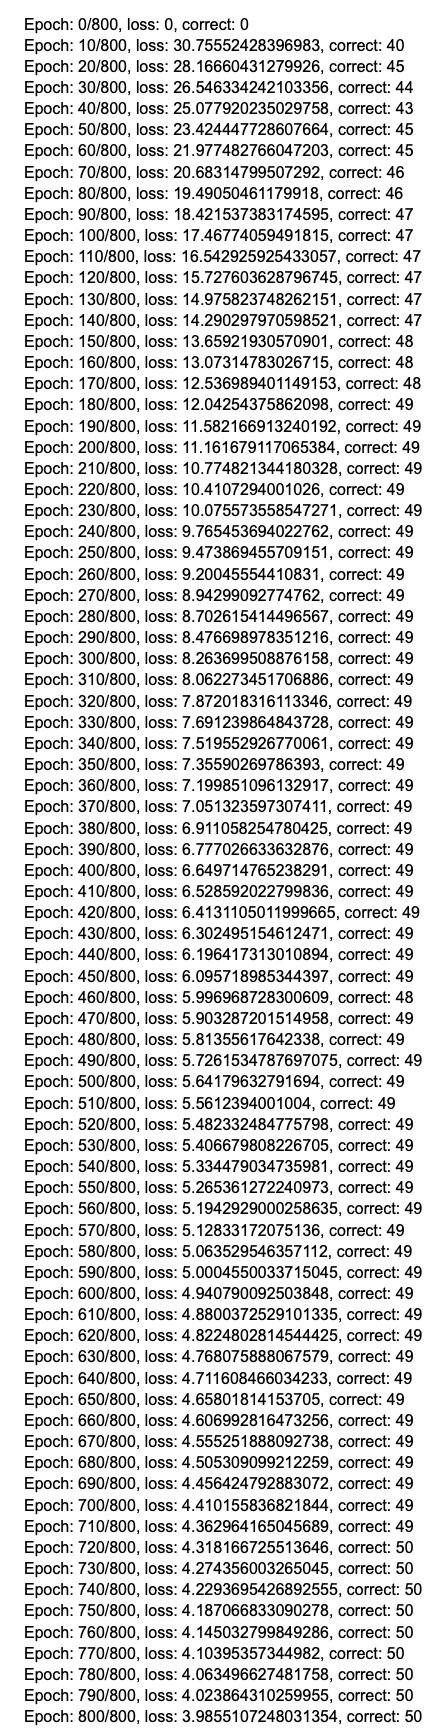 Epoch: 0/800, loss: 0, correct: 0
Epoch: 10/800, loss: 30.75552428396983, correct: 40
Epoch: 20/800, loss: 28.16660431279926, correct: 45
Epoch: 30/800, loss: 26.546334242103356, correct: 44
Epoch: 40/800, loss: 25.077920235029758, correct: 43
Epoch: 50/800, loss: 23.424447728607664, correct: 45
Epoch: 60/800, loss: 21.977482766047203, correct: 45
Epoch: 70/800, loss: 20.68314799507292, correct: 46
Epoch: 80/800, loss: 19.49050461179918, correct: 46
Epoch: 90/800, loss: 18.421537383174595, correct: 47
Epoch: 100/800, loss: 17.46774059491815, correct: 47
Epoch: 110/800, loss: 16.542925925433057, correct: 47
Epoch: 120/800, loss: 15.727603628796745, correct: 47
Epoch: 130/800, loss: 14.975823748262151, correct: 47
Epoch: 140/800, loss: 14.290297970598521, correct: 47
Epoch: 150/800, loss: 13.65921930570901, correct: 48
Epoch: 160/800, loss: 13.07314783026715, correct: 48
Epoch: 170/800, loss: 12.536989401149153, correct: 48
Epoch: 180/800, loss: 12.04254375862098, correct: 49
Epoch: 190/800, loss: 11.582166913240192, correct: 49
Epoch: 200/800, loss: 11.161679117065384, correct: 49
Epoch: 210/800, loss: 10.774821344180328, correct: 49
Epoch: 220/800, loss: 10.4107294001026, correct: 49
Epoch: 230/800, loss: 10.075573558547271, correct: 49
Epoch: 240/800, loss: 9.765453694022762, correct: 49
Epoch: 250/800, loss: 9.473869455709151, correct: 49
Epoch: 260/800, loss: 9.20045554410831, correct: 49
Epoch: 270/800, loss: 8.94299092774762, correct: 49
Epoch: 280/800, loss: 8.702615414496567, correct: 49
Epoch: 290/800, loss: 8.476698978351216, correct: 49
Epoch: 300/800, loss: 8.263699508876158, correct: 49
Epoch: 310/800, loss: 8.062273451706886, correct: 49
Epoch: 320/800, loss: 7.872018316113346, correct: 49
Epoch: 330/800, loss: 7.691239864843728, correct: 49
Epoch: 340/800, loss: 7.519552926770061, correct: 49
Epoch: 350/800, loss: 7.35590269786393, correct: 49
Epoch: 360/800, loss: 7.199851096132917, correct: 49
Epoch: 370/800, loss: 7.051323597307411, correct: 49
Epoch: 380/800, loss: 6.911058254780425, correct: 49
Epoch: 390/800, loss: 6.777026633632876, correct: 49
Epoch: 400/800, loss: 6.649714765238291, correct: 49
Epoch: 410/800, loss: 6.528592022799836, correct: 49
Epoch: 420/800, loss: 6.4131105011999665, correct: 49
Epoch: 430/800, loss: 6.302495154612471, correct: 49
Epoch: 440/800, loss: 6.196417313010894, correct: 49
Epoch: 450/800, loss: 6.095718985344397, correct: 49
Epoch: 460/800, loss: 5.996968728300609, correct: 48
Epoch: 470/800, loss: 5.903287201514958, correct: 49
Epoch: 480/800, loss: 5.81355617642338, correct: 49
Epoch: 490/800, loss: 5.7261534787697075, correct: 49
Epoch: 500/800, loss: 5.64179632791694, correct: 49
Epoch: 510/800, loss: 5.5612394001004, correct: 49
Epoch: 520/800, loss: 5.482332484775798, correct: 49
Epoch: 530/800, loss: 5.406679808226705, correct: 49
Epoch: 540/800, loss: 5.334479034735981, correct: 49
Epoch: 550/800, loss: 5.265361272240973, correct: 49
Epoch: 560/800, loss: 5.1942929000258635, correct: 49
Epoch: 570/800, loss: 5.12833172075136, correct: 49
Epoch: 580/800, loss: 5.063529546357112, correct: 49
Epoch: 590/800, loss: 5.0004550033715045, correct: 49
Epoch: 600/800, loss: 4.940790092503848, correct: 49
Epoch: 610/800, loss: 4.8800372529101335, correct: 49
Epoch: 620/800, loss: 4.8224802814544425, correct: 49
Epoch: 630/800, loss: 4.768075888067579, correct: 49
Epoch: 640/800, loss: 4.711608466034233, correct: 49
Epoch: 650/800, loss: 4.65801814153705, correct: 49
Epoch: 660/800, loss: 4.606992816473256, correct: 49
Epoch: 670/800, loss: 4.555251888092738, correct: 49
Epoch: 680/800, loss: 4.505309099212259, correct: 49
Epoch: 690/800, loss: 4.456424792883072, correct: 49
Epoch: 700/800, loss: 4.410155836821844, correct: 49
Epoch: 710/800, loss: 4.362964165045689, correct: 49
Epoch: 720/800, loss: 4.318166725513646, correct: 50
Epoch: 730/800, loss: 4.274356003265045, correct: 50
Epoch: 740/800, loss: 4.2293695426892555, correct: 50
Epoch: 750/800, loss: 4.187066833090278, correct: 50
Epoch: 760/800, loss: 4.145032799849286, correct: 50
Epoch: 770/800, loss: 4.10395357344982, correct: 50
Epoch: 780/800, loss: 4.063496627481758, correct: 50
Epoch: 790/800, loss: 4.023864310259955, correct: 50
Epoch: 800/800, loss: 3.9855107248031354, correct: 50